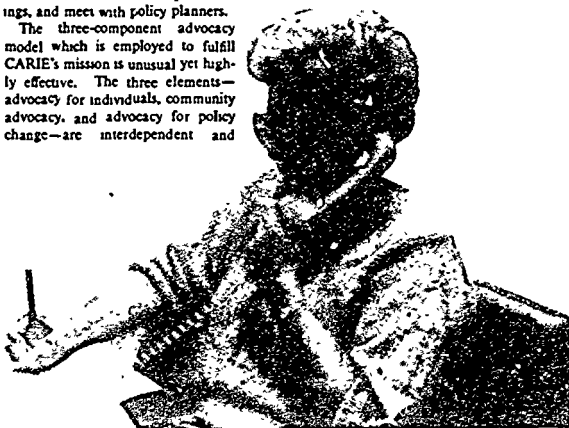 ings, and meet with policy planners.
The three-component advocacy
model which is employed to fulfill
CARIE's mission is unusual yet high-
ly effective. The three elements—
advocacy for individuals, community
advocacy, and advocacy for policy
change—are interdependent and